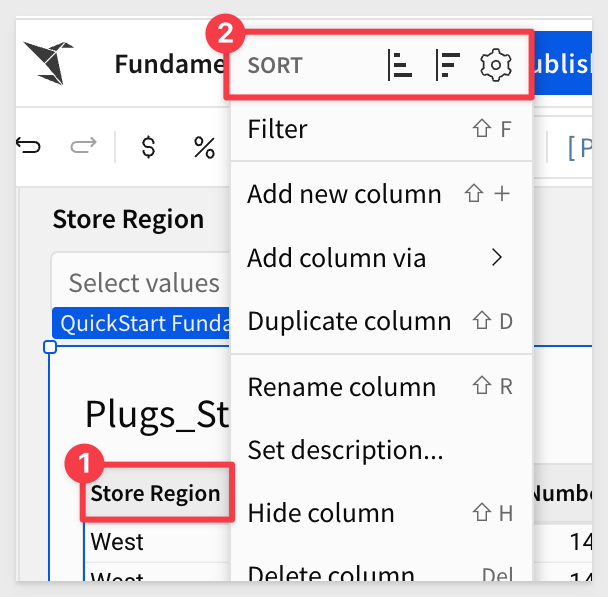 2
Fundame
SORT
ublish
$ %
Filter ⇧ F
[ P
Add new column ⇧ +
Store Region
Add column via >
Select values
Duplicate column ⇧ D
QuickStart Funda
Rename column ⇧ R
Plugs_St
Set description...
1
Store Region
Numbe
Hide column ⇧ H
West
14
Delete column Del
West
14